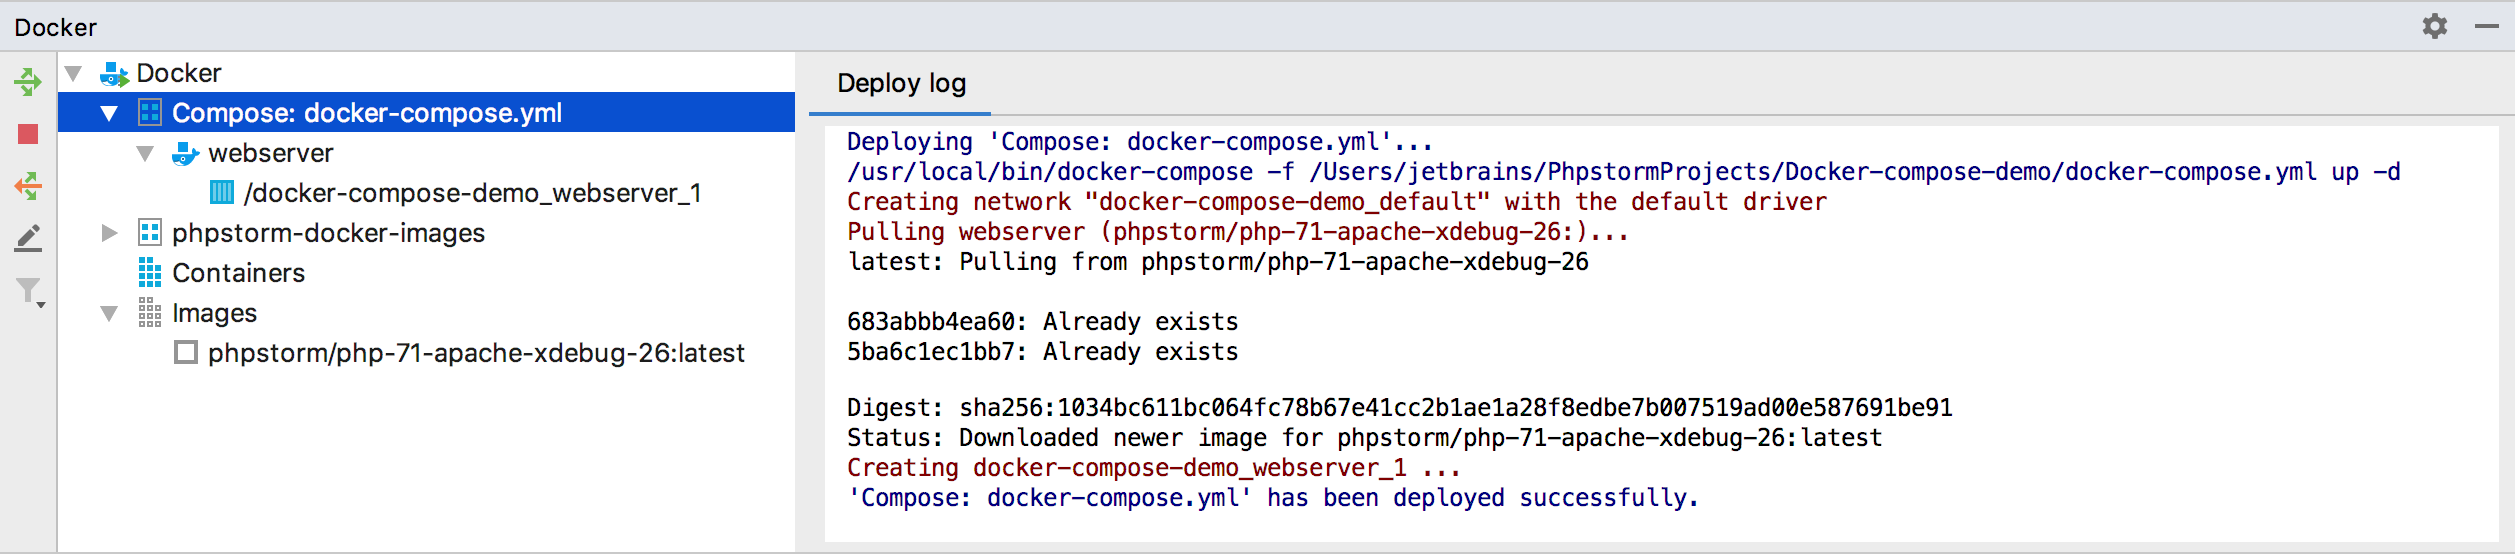 Docker
Docker
Compose: docker-compose.yml
webserver
/docker-compose-demo_webserver_1
phpstorm-docker-images
Containers
Images
phpstorm/php-71-apache-xdebug-26:latest
Deploy log
Deploying 'Compose: docker-compose.yml'...
/usr/local/bin/docker-compose -f /Users/jetbrains/PhpstormProjects/Docker-compose-demo/docker-compose.yml up -d
Creating network "docker-compose-demo_default" with the default driver
Pulling webserver (phpstorm/php-71-apache-xdebug-26:)...
latest: Pulling from phpstorm/php-71-apache-xdebug-26
683abbb4ea60: Already exists
5ba6c1ec1bb7: Already exists
Digest: sha256:1034bc611bc064fc78b67e41cc2b1ae1a28f8edbe7b007519ad00e587691be91
Status: Downloaded newer image for phpstorm/php-71-apache-xdebug-26:latest
Creating docker-compose-demo_webserver_1 ...
'Compose: docker-compose.yml' has been deployed successfully.